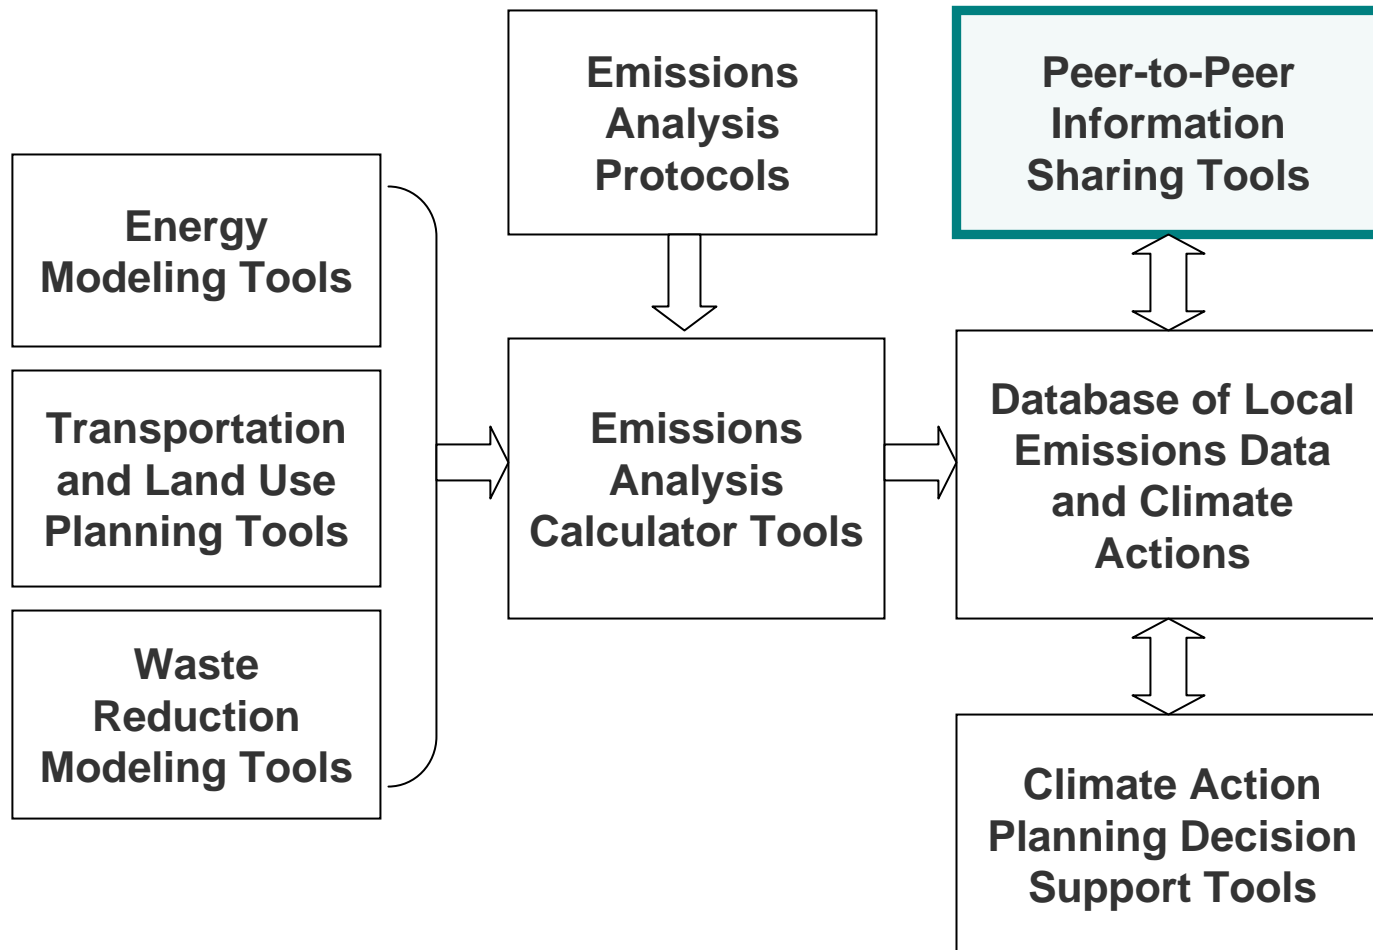 Emissions
Analysis
Protocols
Peer-to-Peer
Information
Sharing Tools
Energy
Modeling Tools
Transportation
and Land Use
Planning Tools
Waste
Reduction
Modeling Tools
Emissions
Analysis
Calculator Tools
Database of Local
Emissions Data
and Climate
Actions
Climate Action
Planning Decision
Support Tools